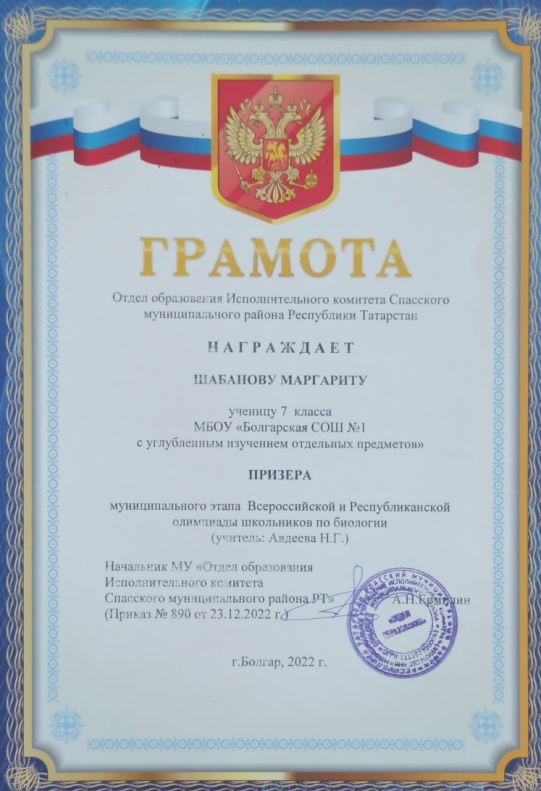 ГРАМОТА
Отдел образования Исполнительного комитета Спасского
муниципального района Республики Татарстан
НАГРАЖДАЕТ
ШАБАНОВУ МАРГАРИТУ
ученицу 7 класса
МБОУ «Болгарская СОШ №1
с углубленным изучением отдельных предметов»
ПРИЗЕРА
муниципального этапа Всероссийской и Республиканской
олимпиады школьников по биологии
(учитель: Авдеева Н.Г.)
Начальник МУ «Отдел образования
Исполнительного комитета
Спасского муниципального района РТ» А.Н.Ермилин
(Приказ № 890 от 23.12.2022 г.)
г.Болгар, 2022 г.